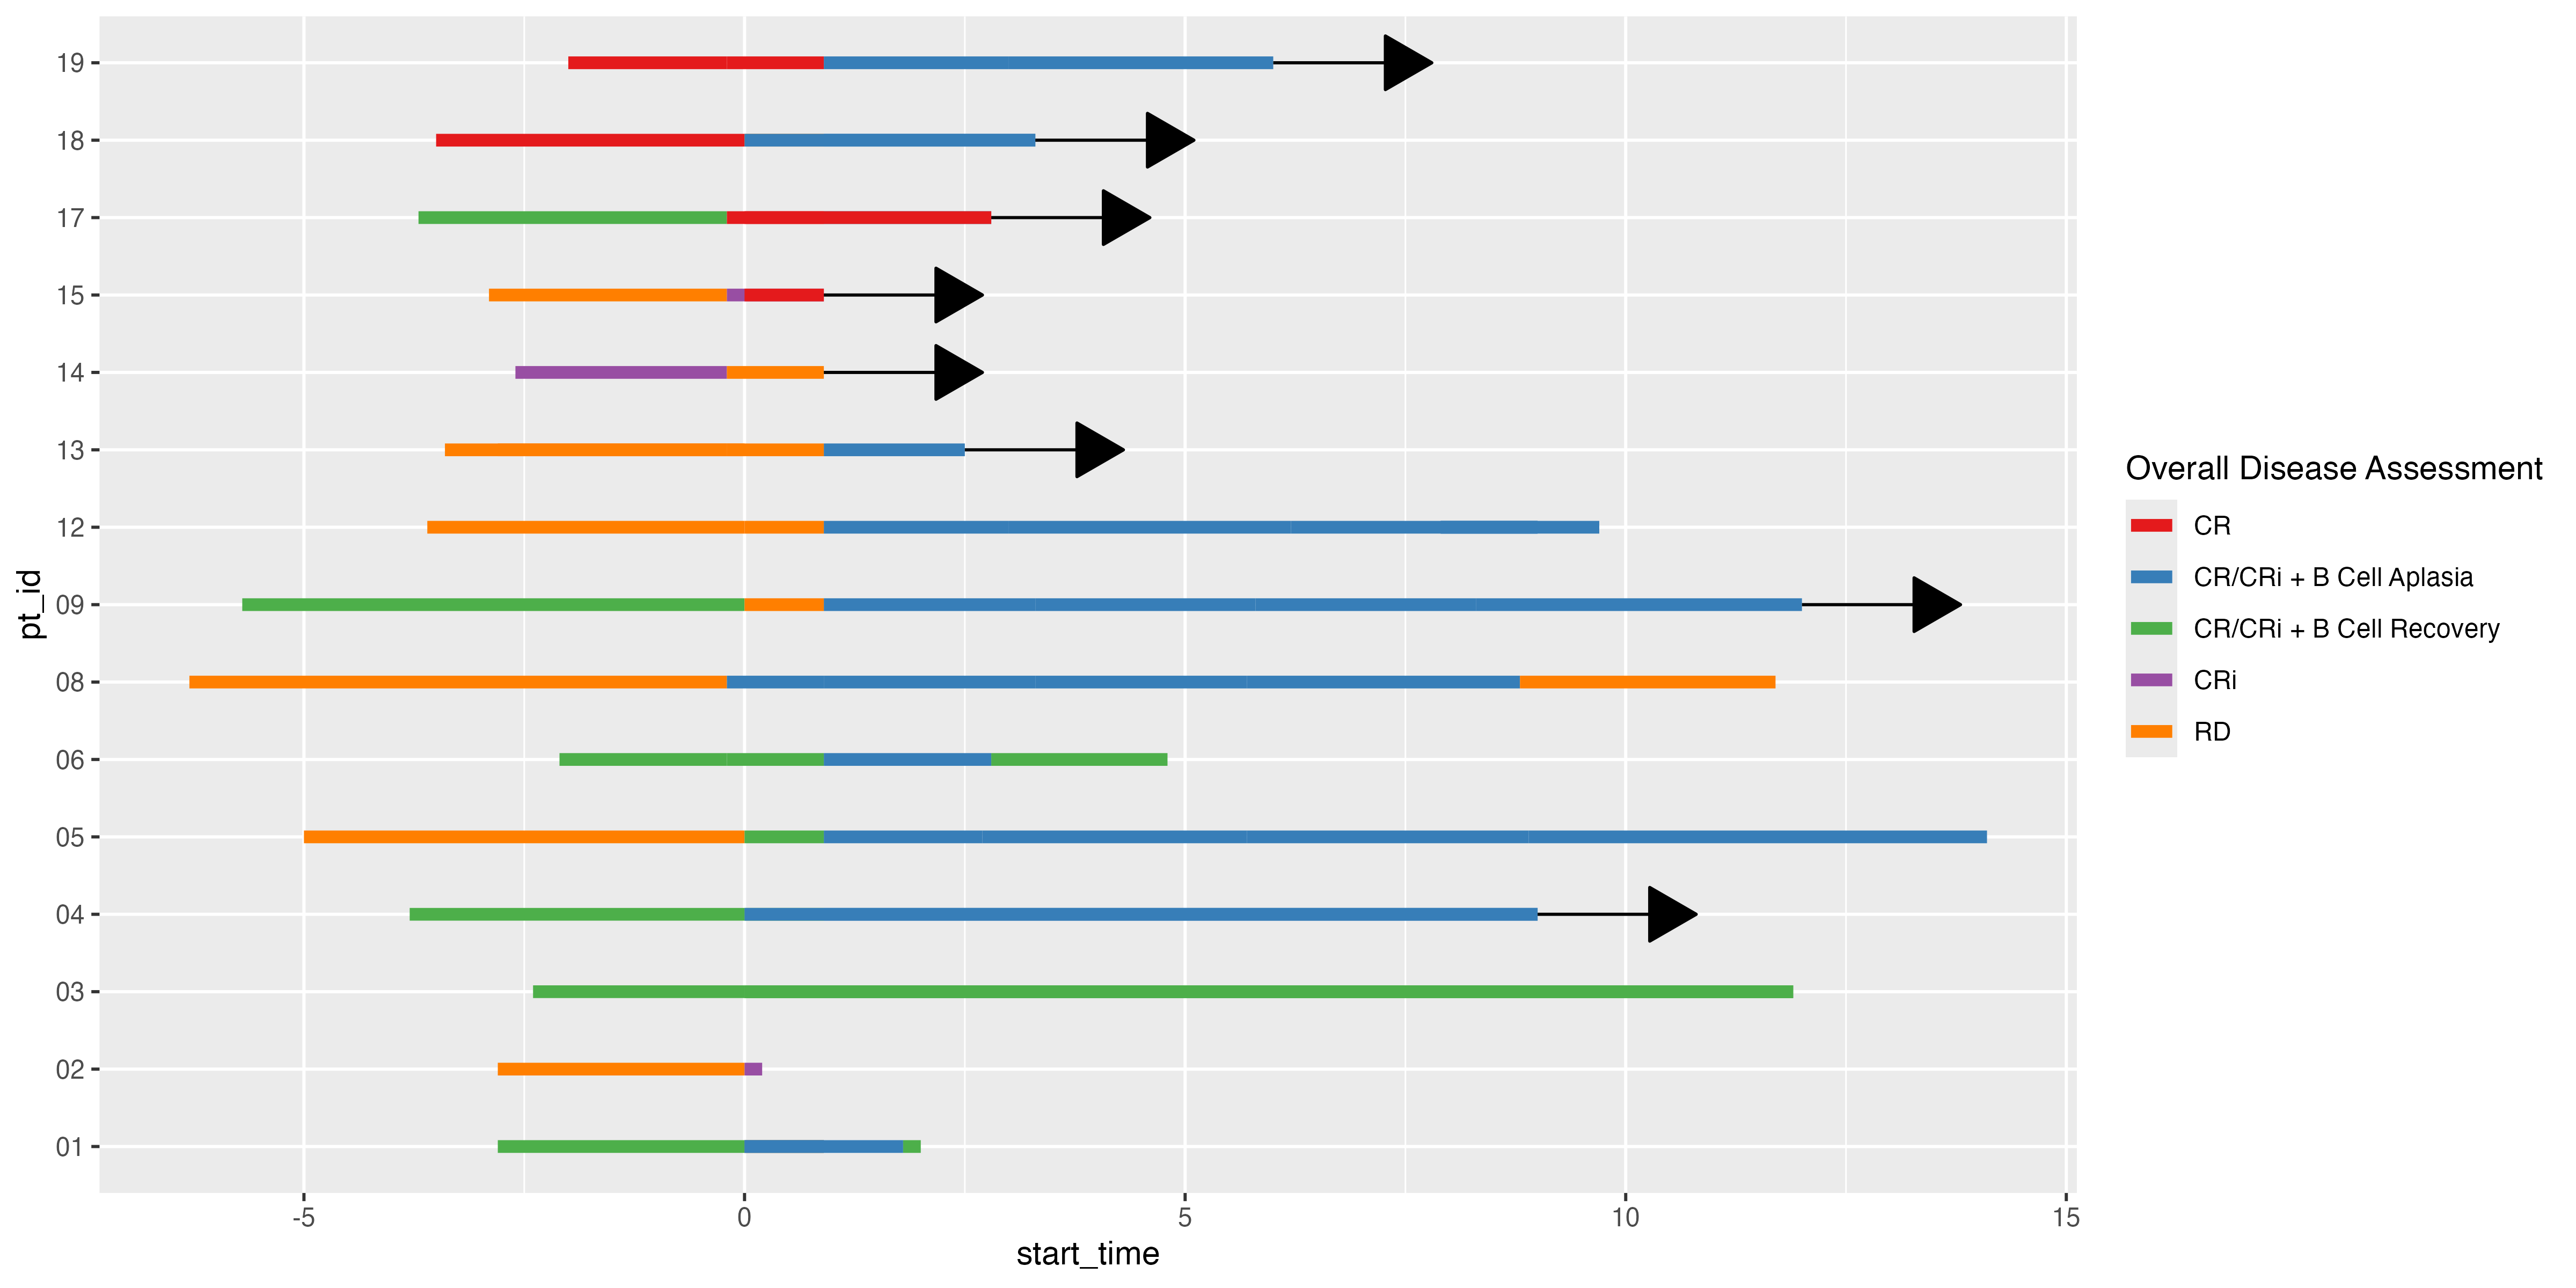 19
18
17
15
14
13
12
09
08
06
05
04
03
02
01
pt_id
-5 0 5 10 15
start_time
Overall Disease Assessment
CR
CR/CRi + B Cell Aplasia
CR/CRi + B Cell Recovery
CRi
RD